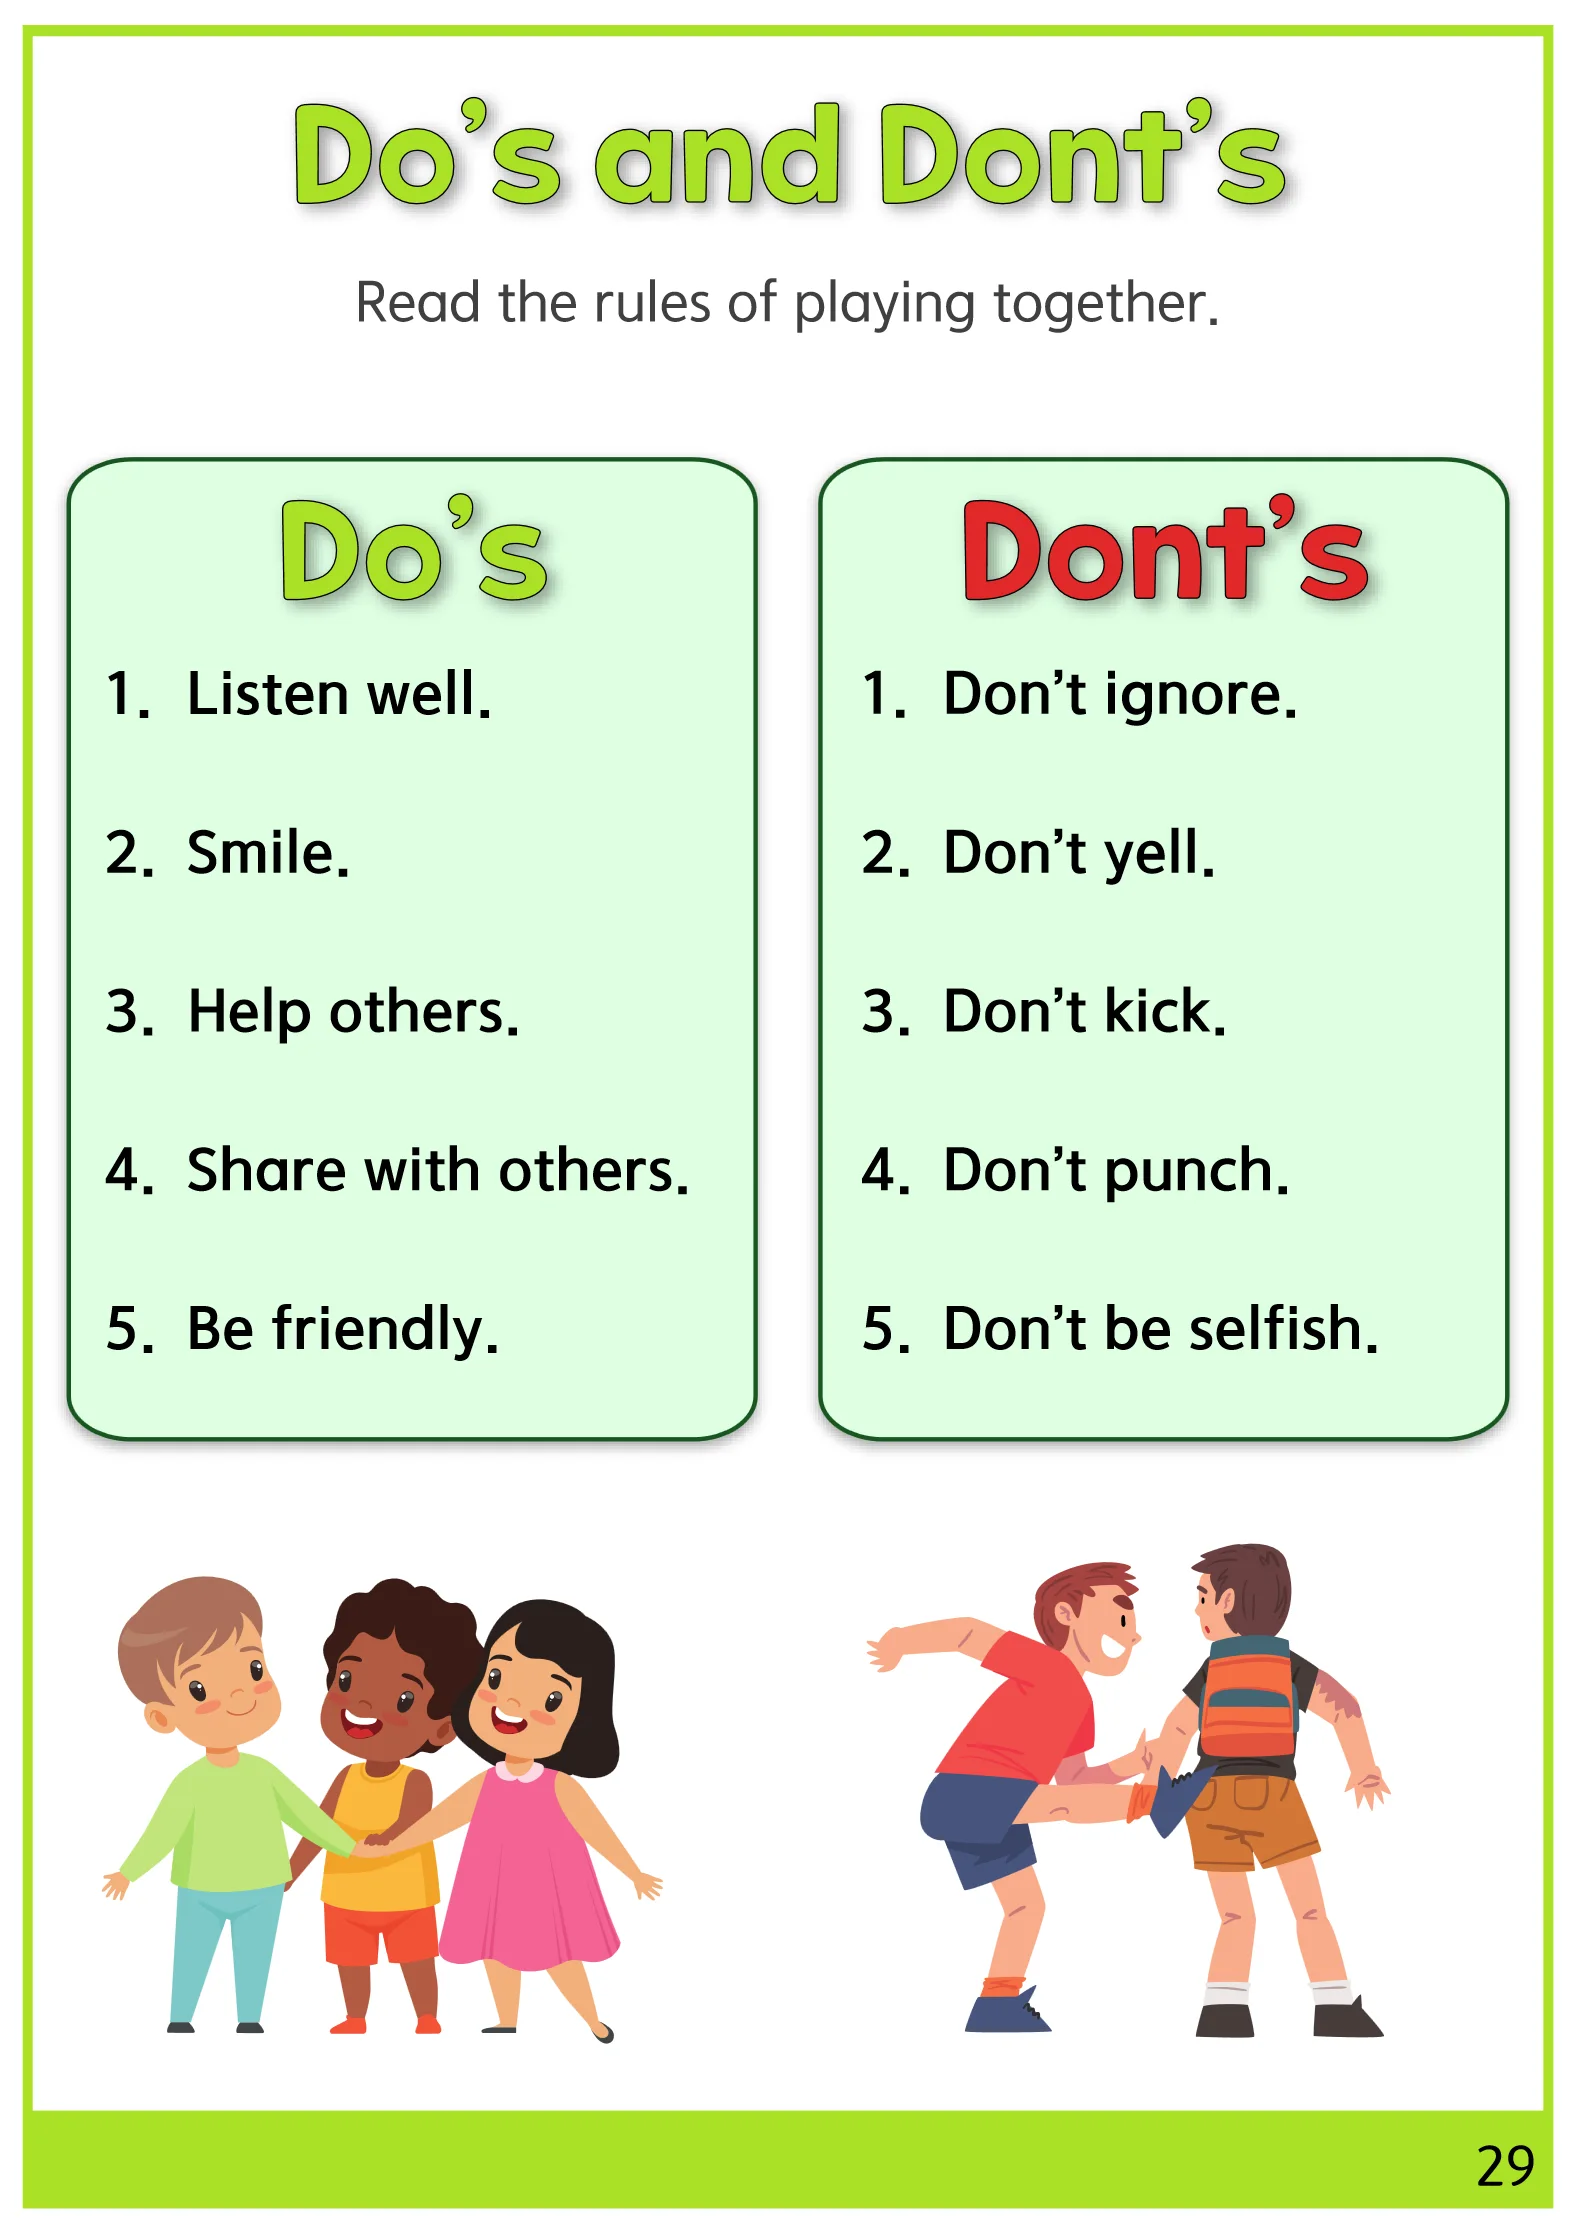 Do’s and Dont’s
Read the rules of playing together.
Do’s
1. Listen well.
2. Smile.
3. Help others.
4. Share with others.
5. Be friendly.
Dont’s
1. Don’t ignore.
2. Don’t yell.
3. Don’t kick.
4. Don’t punch.
5. Don’t be selfish.
29